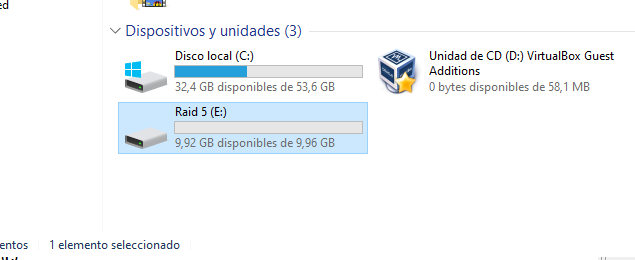 ed
Dispositivos y unidades (3)
Disco local (C:)
32,4 GB disponibles de 53,6 GB
Unidad de CD (D:) VirtualBox Guest
Additions
0 bytes disponibles de 58,1 MB
Raid 5 (E:)
9,92 GB disponibles de 9,96 GB
entos
1 elemento seleccionado